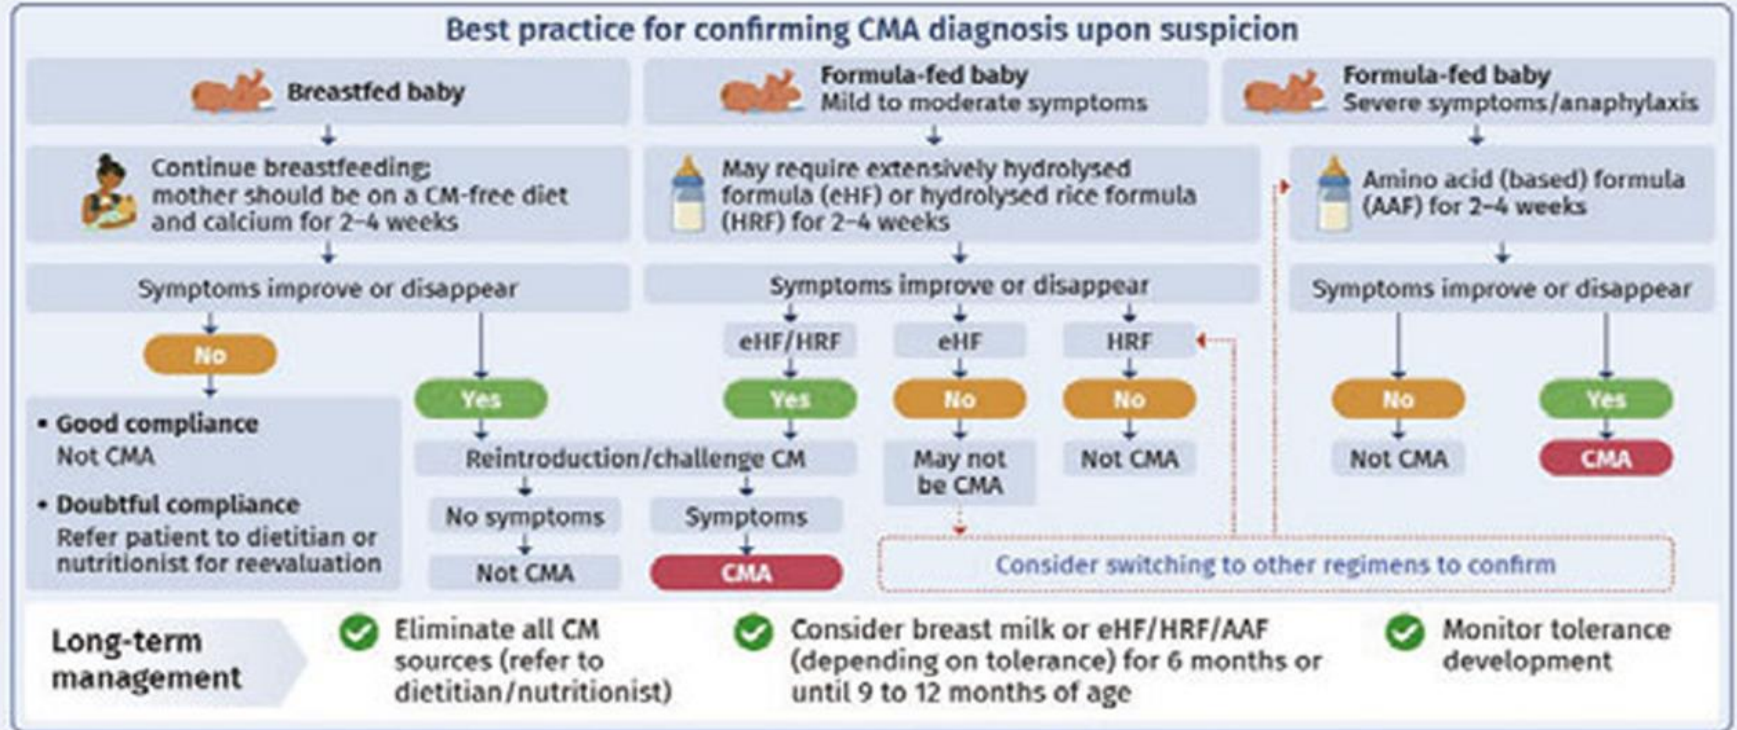 Best practice for confirming CMA diagnosis upon suspicion
Breastfed baby
Continue breastfeeding;
mother should be on a CM-free diet
and calcium for 2–4 weeks
Symptoms improve or disappear
No
Yes
• Good compliance
Not CMA
• Doubtful compliance
Refer patient to dietitian or
nutritionist for reevaluation
Formula-fed baby
Mild to moderate symptoms
May require extensively hydrolysed
formula (eHF) or hydrolysed rice formula
(HRF) for 2–4 weeks
Symptoms improve or disappear
eHF/HRF
eHF
HRF
Yes
No
No
Reintroduction/challenge CM
May not
be CMA
Not CMA
No symptoms
Symptoms
Not CMA
CMA
Formula-fed baby
Severe symptoms/anaphylaxis
Amino acid (based) formula
(AAF) for 2–4 weeks
Symptoms improve or disappear
No
Yes
Not CMA
CMA
Consider switching to other regimens to confirm
Long-term
management
Eliminate all CM
sources (refer to
dietitian/nutritionist)
Consider breast milk or eHF/HRF/AAF
(depending on tolerance) for 6 months or
until 9 to 12 months of age
Monitor tolerance
development